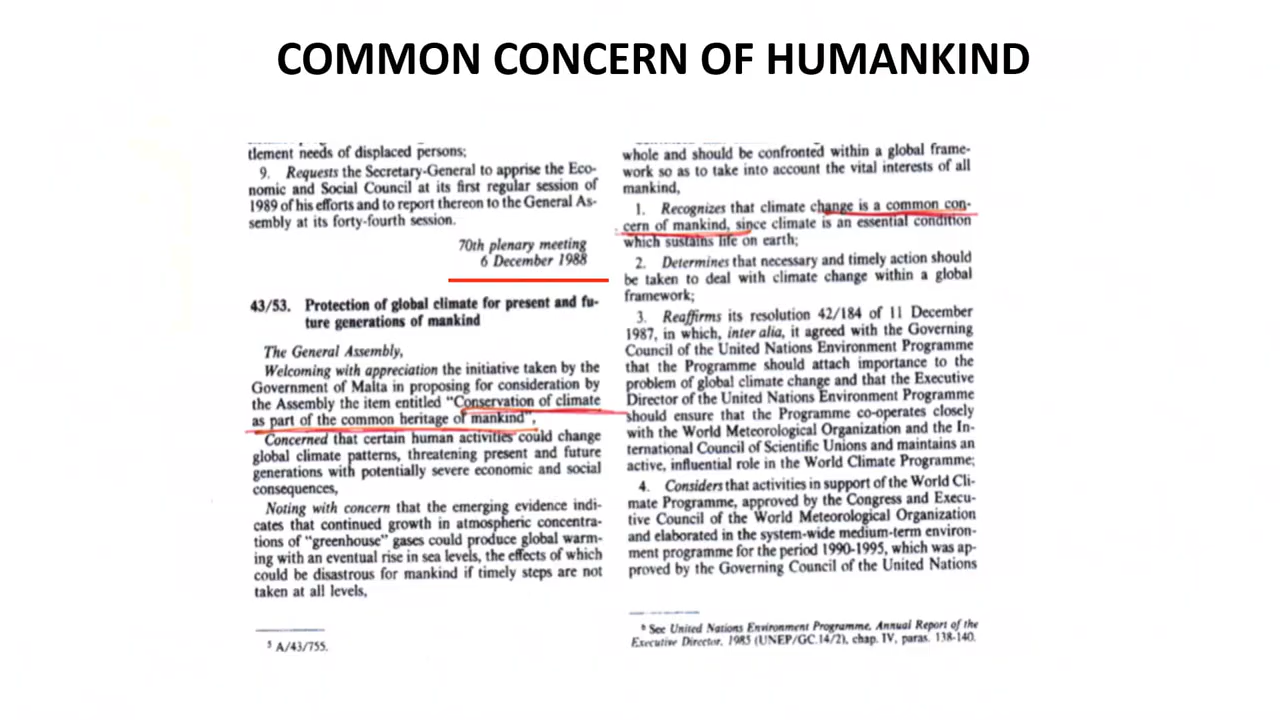 COMMON CONCERN OF HUMANKIND
tlement needs of displaced persons;
9. Requests the Secretary-General to apprise the Eco-
nomic and Social Council at its first regular session of
1989 of his efforts and to report thereon to the General As-
sembly at its forty-fourth session.
70th plenary meeting
6 December 1988
43/53. Protection of global climate for present and fu-
ture generations of mankind
The General Assembly,
Welcoming with appreciation the initiative taken by the
Government of Malta in proposing for consideration by
the Assembly the item entitled "Conservation of climate
as part of the common heritage of mankind",
Concerned that certain human activities could change
global climate patterns, threatening present and future
generations with potentially severe economic and social
consequences,
Noting with concern that the emerging evidence indi-
cates that continued growth in atmospheric concentra-
tions of "greenhouse" gases could produce global warm-
ing with an eventual rise in sea levels, the effects of which
could be disastrous for mankind if timely steps are not
taken at all levels,
5 A/43/755.
whole and should be confronted within a global frame-
work so as to take into account the vital interests of all
mankind,
1. Recognizes that climate change is a common con-
cern of mankind, since climate is an essential condition
which sustains life on earth;
2. Determines that necessary and timely action should
be taken to deal with climate change within a global
framework;
3. Reaffirms its resolution 42/184 of 11 December
1987, in which, inter alia, it agreed with the Governing
Council of the United Nations Environment Programme
that the Programme should attach importance to the
problem of global climate change and that the Executive
Director of the United Nations Environment Programme
should ensure that the Programme co-operates closely
with the World Meteorological Organization and the In-
ternational Council of Scientific Unions and maintains an
active, influential role in the World Climate Programme;
4. Considers that activities in support of the World Cli-
mate Programme, approved by the Congress and Execu-
tive Council of the World Meteorological Organization
and elaborated in the system-wide medium-term environ-
ment programme for the period 1990-1995, which was ap-
proved by the Governing Council of the United Nations
See United Nations Environment Programme, Annual Report of the
Executive Director, 1985 (UNEP/GC.14/2), chap. IV, paras. 138-140.